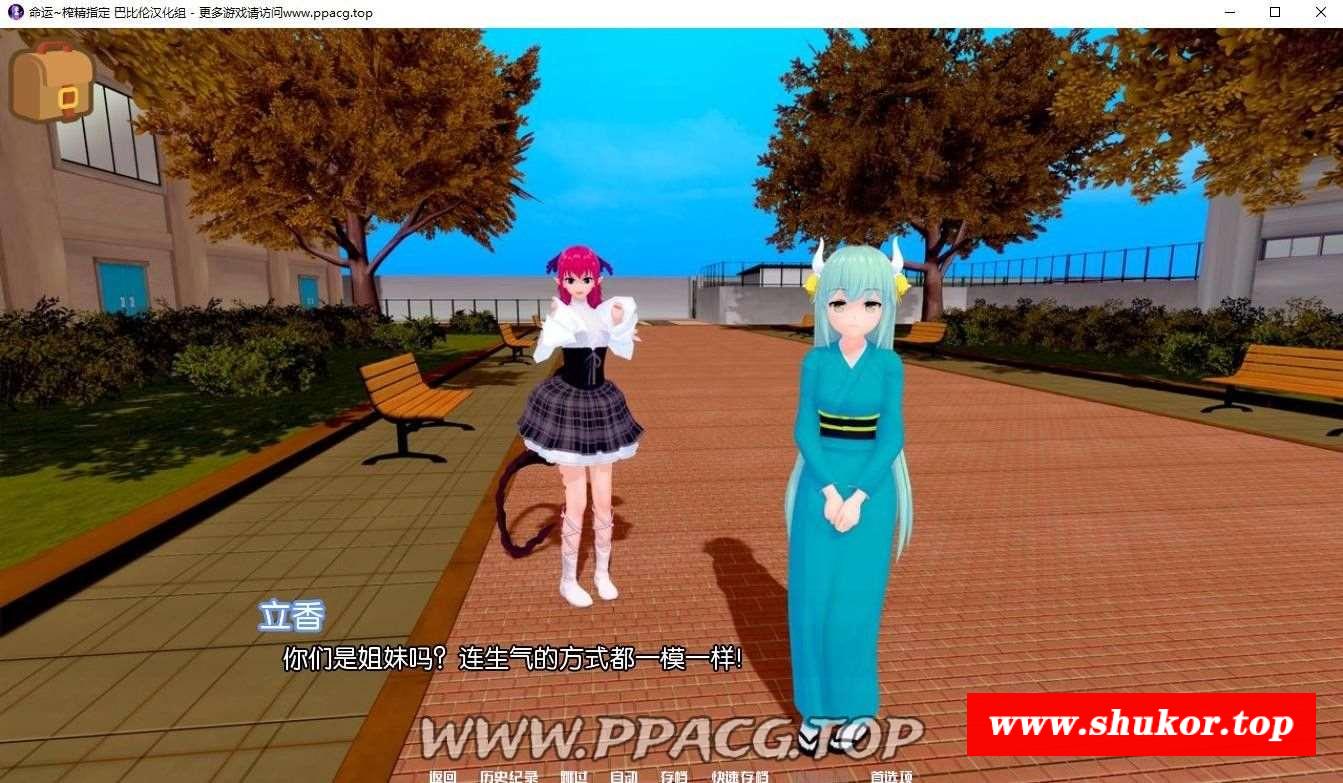 命运~榨精指定 巴比伦汉化组 - 更多游戏请访问www.ppacg.top
立香
你们是姐妹吗？连生气的方式都一模一样!
www.shukor.top
WWW.PPACG.TOP
返回 历史纪录 跳过 自动 存档 快速存档 首选项